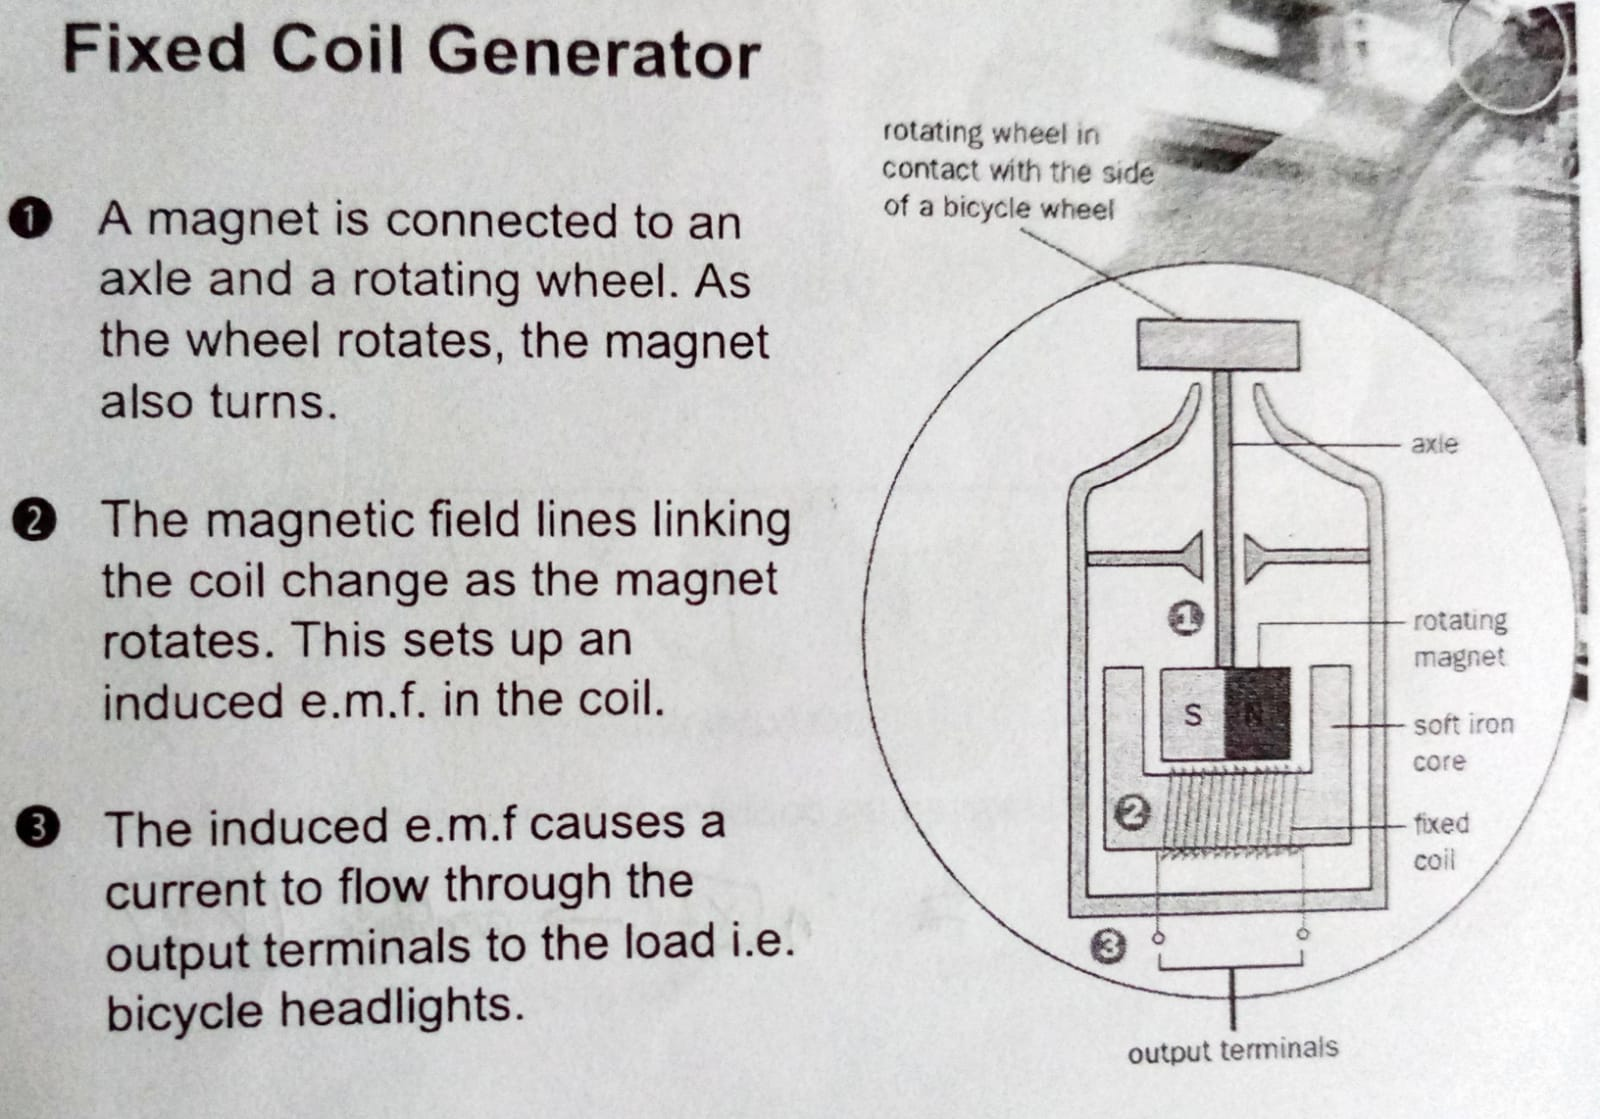 Fixed Coil Generator
1 A magnet is connected to an
axle and a rotating wheel. As
the wheel rotates, the magnet
also turns.
2 The magnetic field lines linking
the coil change as the magnet
rotates. This sets up an
induced e.m.f. in the coil.
3 The induced e.m.f causes a
current to flow through the
output terminals to the load i.e.
bicycle headlights.
rotating wheel in
contact with the side
of a bicycle wheel
axle
1
rotating
magnet
S N
soft iron
core
2
fixed
coil
3
output terminals